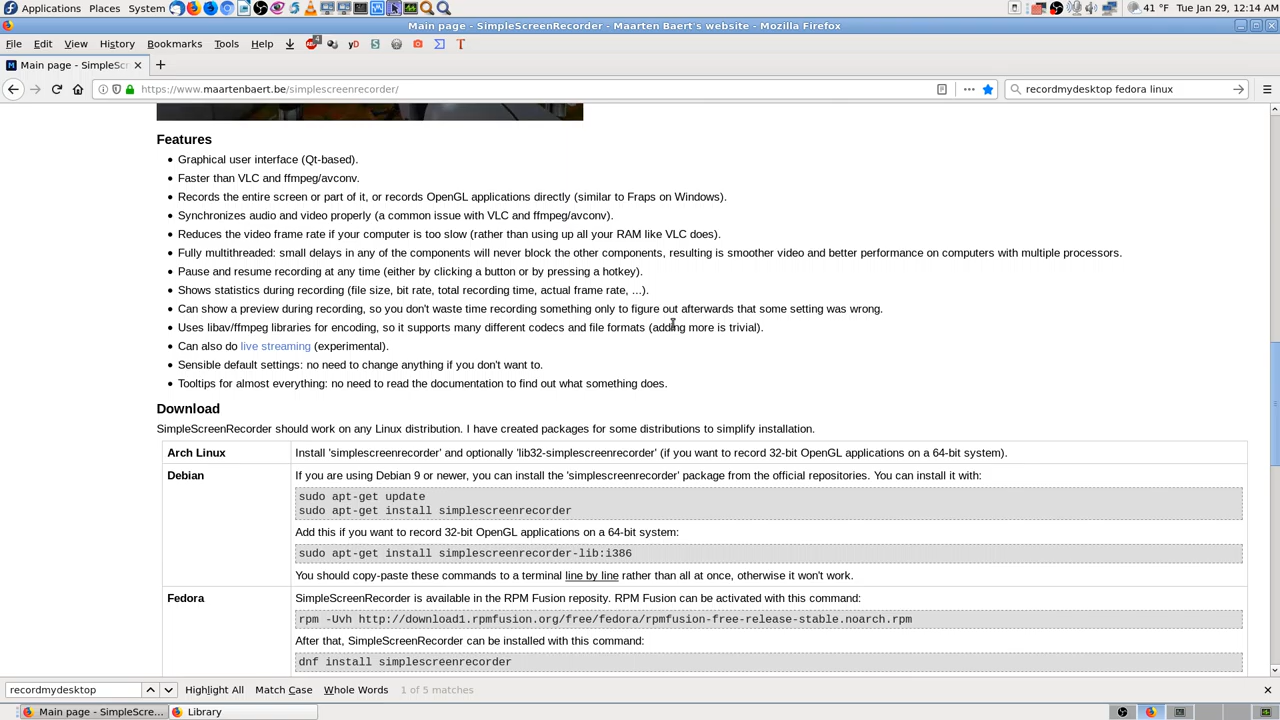 Applications Places System 41 °F Tue Jan 29, 12:14 AM
Main page - SimpleScreenRecorder - Maarten Baert's website - Mozilla Firefox
File Edit View History Bookmarks Tools Help 4 yD S T
Main page - SimpleScr
https://www.maartenbaert.be/simplescreenrecorder/ recordmydesktop fedora linux
Features
Graphical user interface (Qt-based).
Faster than VLC and ffmpeg/avconv.
Records the entire screen or part of it, or records OpenGL applications directly (similar to Fraps on Windows).
Synchronizes audio and video properly (a common issue with VLC and ffmpeg/avconv).
Reduces the video frame rate if your computer is too slow (rather than using up all your RAM like VLC does).
Fully multithreaded: small delays in any of the components will never block the other components, resulting is smoother video and better performance on computers with multiple processors.
Pause and resume recording at any time (either by clicking a button or by pressing a hotkey).
Shows statistics during recording (file size, bit rate, total recording time, actual frame rate, ...).
Can show a preview during recording, so you don't waste time recording something only to figure out afterwards that some setting was wrong.
Uses libav/ffmpeg libraries for encoding, so it supports many different codecs and file formats (adding more is trivial).
Can also do live streaming (experimental).
Sensible default settings: no need to change anything if you don't want to.
Tooltips for almost everything: no need to read the documentation to find out what something does.
Download
SimpleScreenRecorder should work on any Linux distribution. I have created packages for some distributions to simplify installation.
Arch Linux Install 'simplescreenrecorder' and optionally 'lib32-simplescreenrecorder' (if you want to record 32-bit OpenGL applications on a 64-bit system).
Debian If you are using Debian 9 or newer, you can install the 'simplescreenrecorder' package from the official repositories. You can install it with:
sudo apt-get update
sudo apt-get install simplescreenrecorder
Add this if you want to record 32-bit OpenGL applications on a 64-bit system:
sudo apt-get install simplescreenrecorder-lib:i386
You should copy-paste these commands to a terminal line by line rather than all at once, otherwise it won't work.
Fedora SimpleScreenRecorder is available in the RPM Fusion reposity. RPM Fusion can be activated with this command:
rpm -Uvh http://download1.rpmfusion.org/free/fedora/rpmfusion-free-release-stable.noarch.rpm
After that, SimpleScreenRecorder can be installed with this command:
dnf install simplescreenrecorder
recordmydesktop Highlight All Match Case Whole Words 1 of 5 matches
Main page - SimpleScre... Library